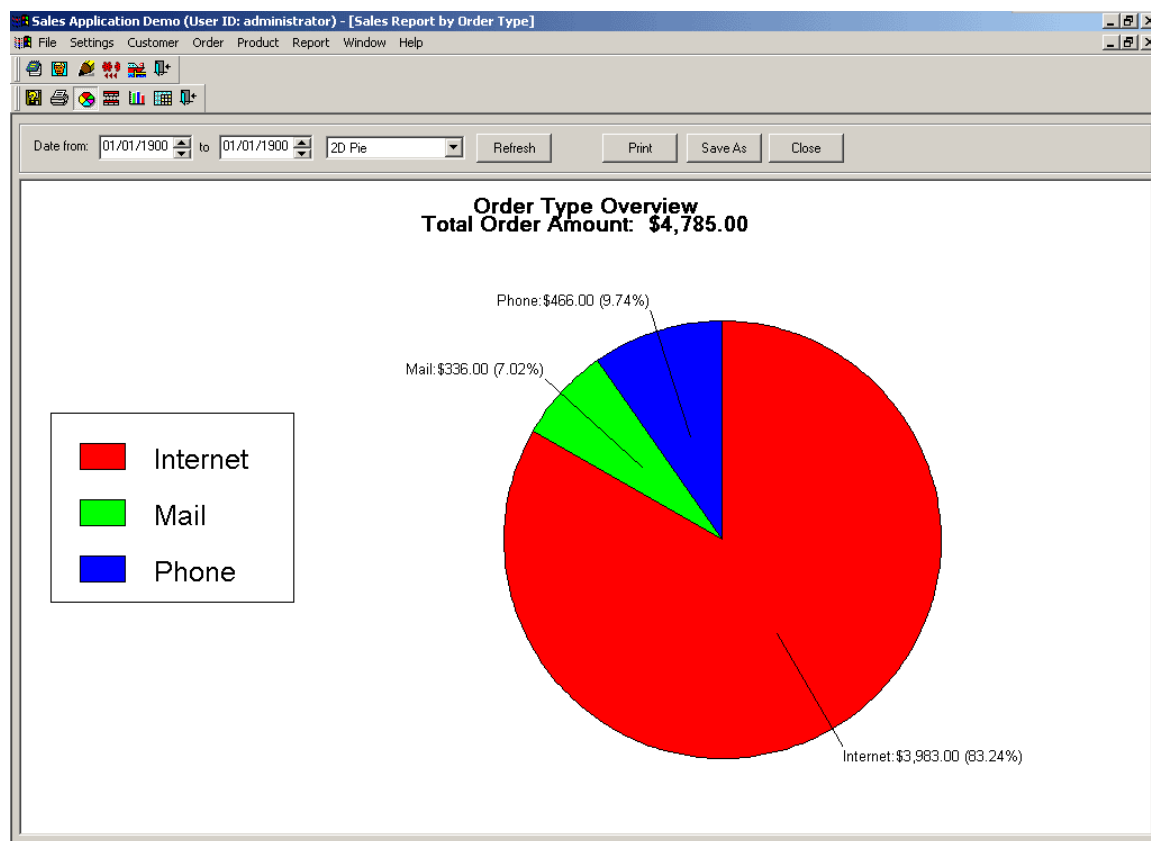 Sales Application Demo (User ID: administrator) - [Sales Report by Order Type]
File Settings Customer Order Product Report Window Help
Date from: 01/01/1900 to 01/01/1900 2D Pie Refresh Print Save As Close
Order Type Overview
Total Order Amount: $4,785.00
Phone:$466.00 (9.74%)
Mail:$336.00 (7.02%)
Internet
Mail
Phone
Internet:$3,983.00 (83.24%)